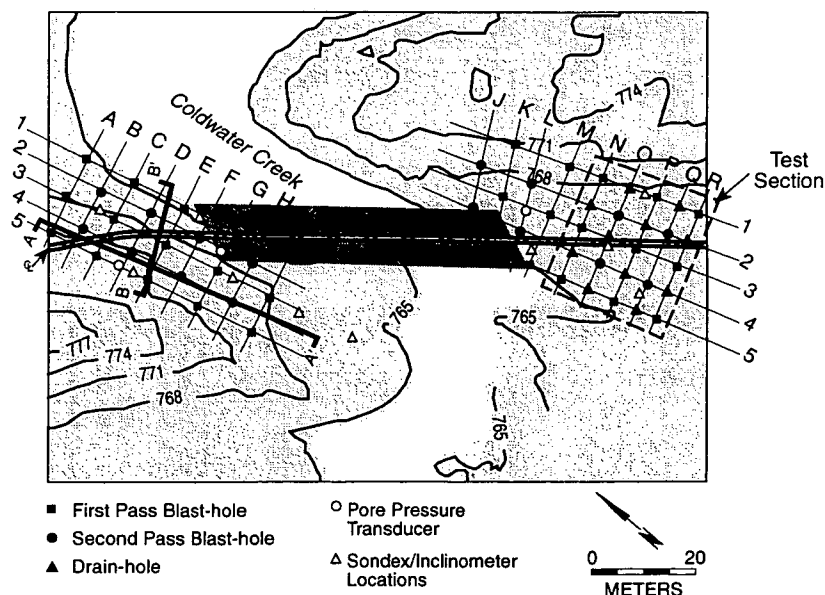 Coldwater Creek
A
B
C
D
E
F
G
H
J
K
L
M
N
O
P
Q
R
1
2
3
4
5
A
A'
B
B'
774
771
768
Test
Section
1
2
3
4
5
765
765
777
774
771
768
First Pass Blast-hole
Second Pass Blast-hole
Drain-hole
Pore Pressure
Transducer
Sondex/Inclinometer
Locations
0 20
METERS